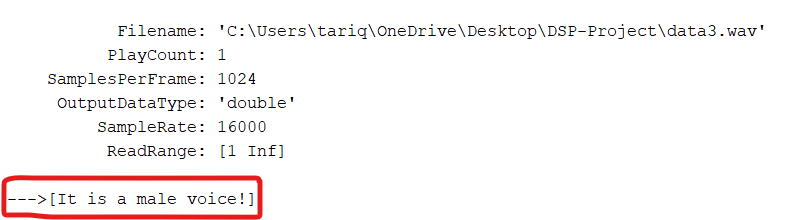 Filename: 'C:\Users\tariq\OneDrive\Desktop\DSP-Project\data3.wav'
PlayCount: 1
SamplesPerFrame: 1024
OutputDataType: 'double'
SampleRate: 16000
ReadRange: [1 Inf]
--->[It is a male voice!]